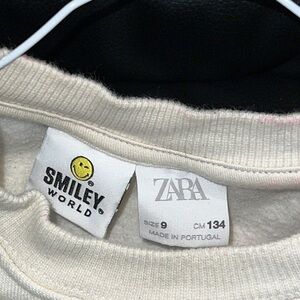 SMILEY
WORLD
ZARA
SIZE 9 CM 134
MADE IN PORTUGAL